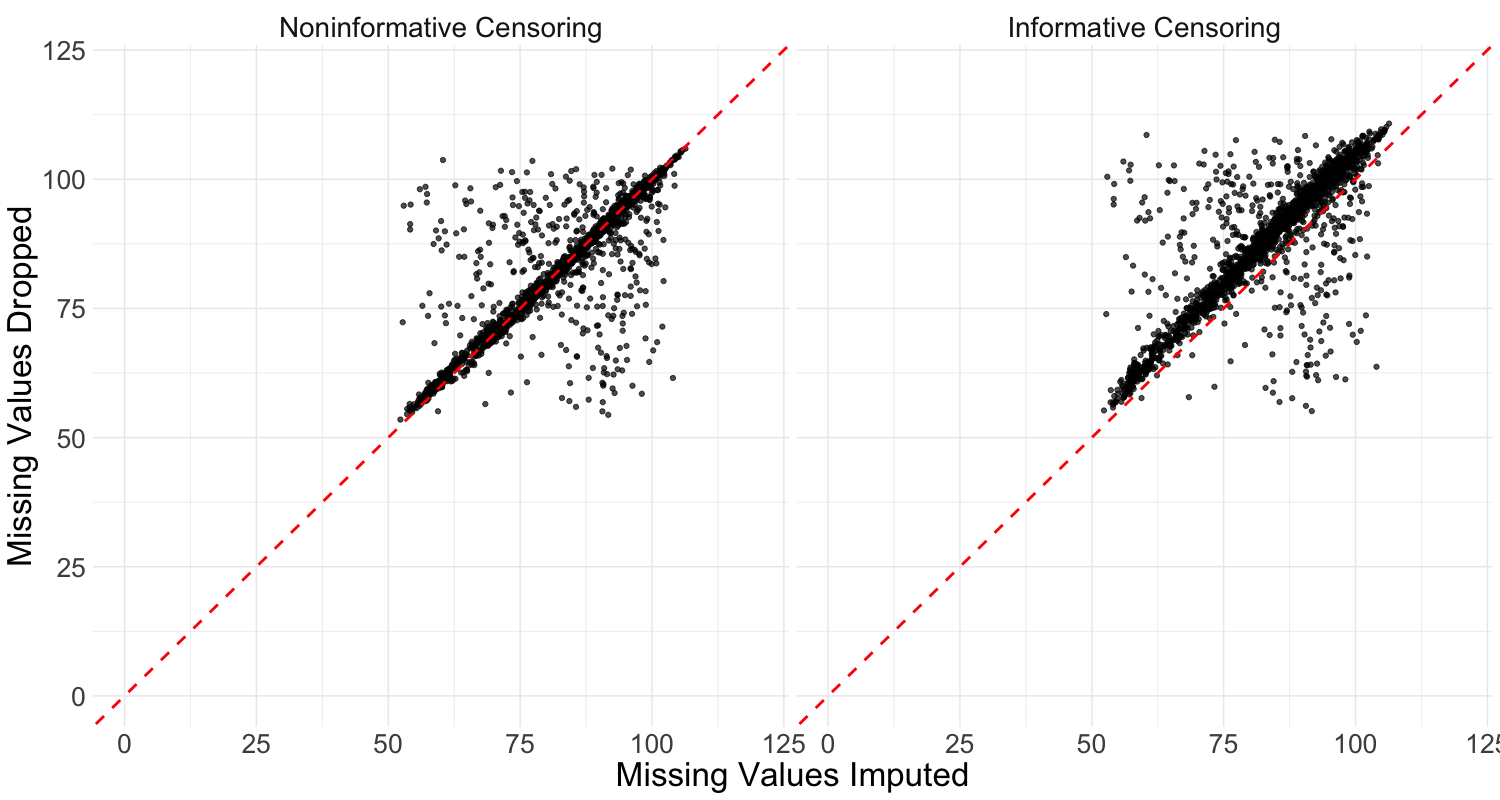 Noninformative Censoring
Informative Censoring
Missing Values Dropped
125
100
75
50
25
0
0 25 50 75 100 125
0 25 50 75 100 125
Missing Values Imputed